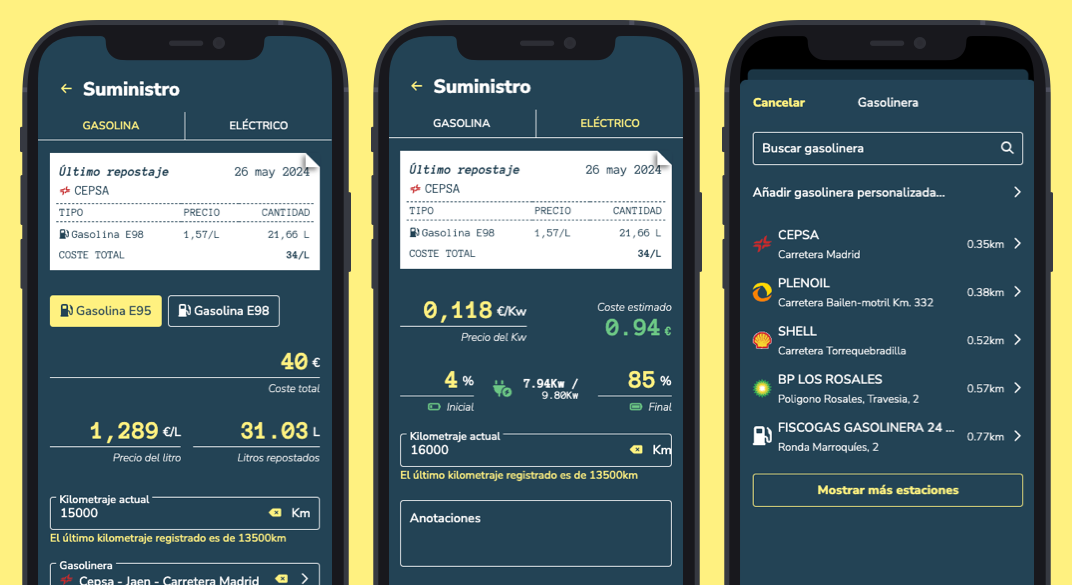 Suministro
GASOLINA ELÉCTRICO
Último repostaje 26 may 2024
CEPSA
TIPO PRECIO CANTIDAD
Gasolina E98 1,57/L 21,66 L
COSTE TOTAL 34/L
Gasolina E95 Gasolina E98
40 €
Coste total
1,289 €/L 31.03 L
Precio del litro Litros repostados
Kilometraje actual
15000 Km
El último kilometraje registrado es de 13500km
Gasolinera
Cepsa - Jaen - Carretera Madrid
Suministro
GASOLINA ELÉCTRICO
Último repostaje 26 may 2024
CEPSA
TIPO PRECIO CANTIDAD
Gasolina E98 1,57/L 21,66 L
COSTE TOTAL 34/L
0,118 €/Kw
Precio del Kw
Coste estimado
0.94 €
4 %
Inicial
7.94Kw /
9.80Kw
85 %
Final
Kilometraje actual
16000 Km
El último kilometraje registrado es de 13500km
Anotaciones
Cancelar Gasolinera
Buscar gasolinera
Añadir gasolinera personalizada...
CEPSA
Carretera Madrid
0.35km
PLENOIL
Carretera Bailen-motril Km. 332
0.38km
SHELL
Carretera Torrequebradilla
0.52km
BP LOS ROSALES
Poligono Rosales, Travesia, 2
0.57km
FISCOGAS GASOLINERA 24 ...
Ronda Marroquíes, 2
0.77km
Mostrar más estaciones